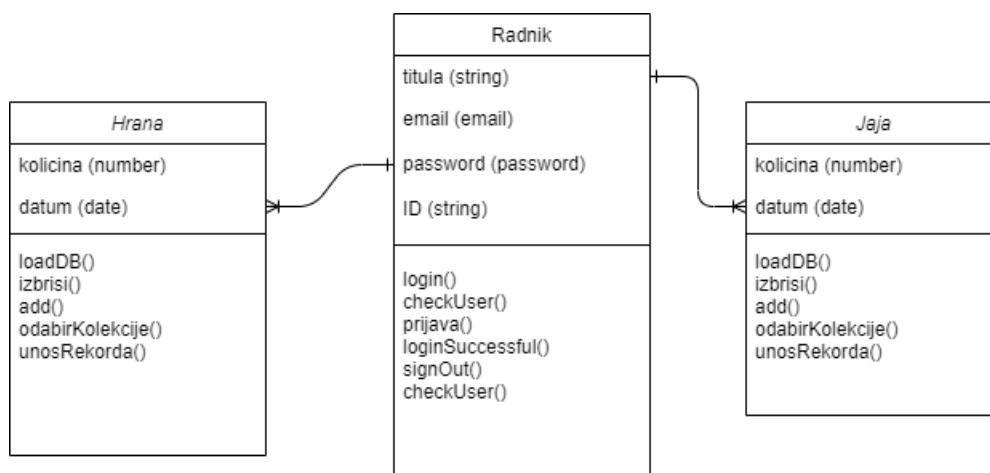 Hrana
kolicina (number)
datum (date)
loadDB()
izbrisi()
add()
odabirKolekcije()
unosRekorda()
Radnik
titula (string)
email (email)
password (password)
ID (string)
login()
checkUser()
prijava()
loginSuccessful()
signOut()
checkUser()
Jaja
kolicina (number)
datum (date)
loadDB()
izbrisi()
add()
odabirKolekcije()
unosRekorda()